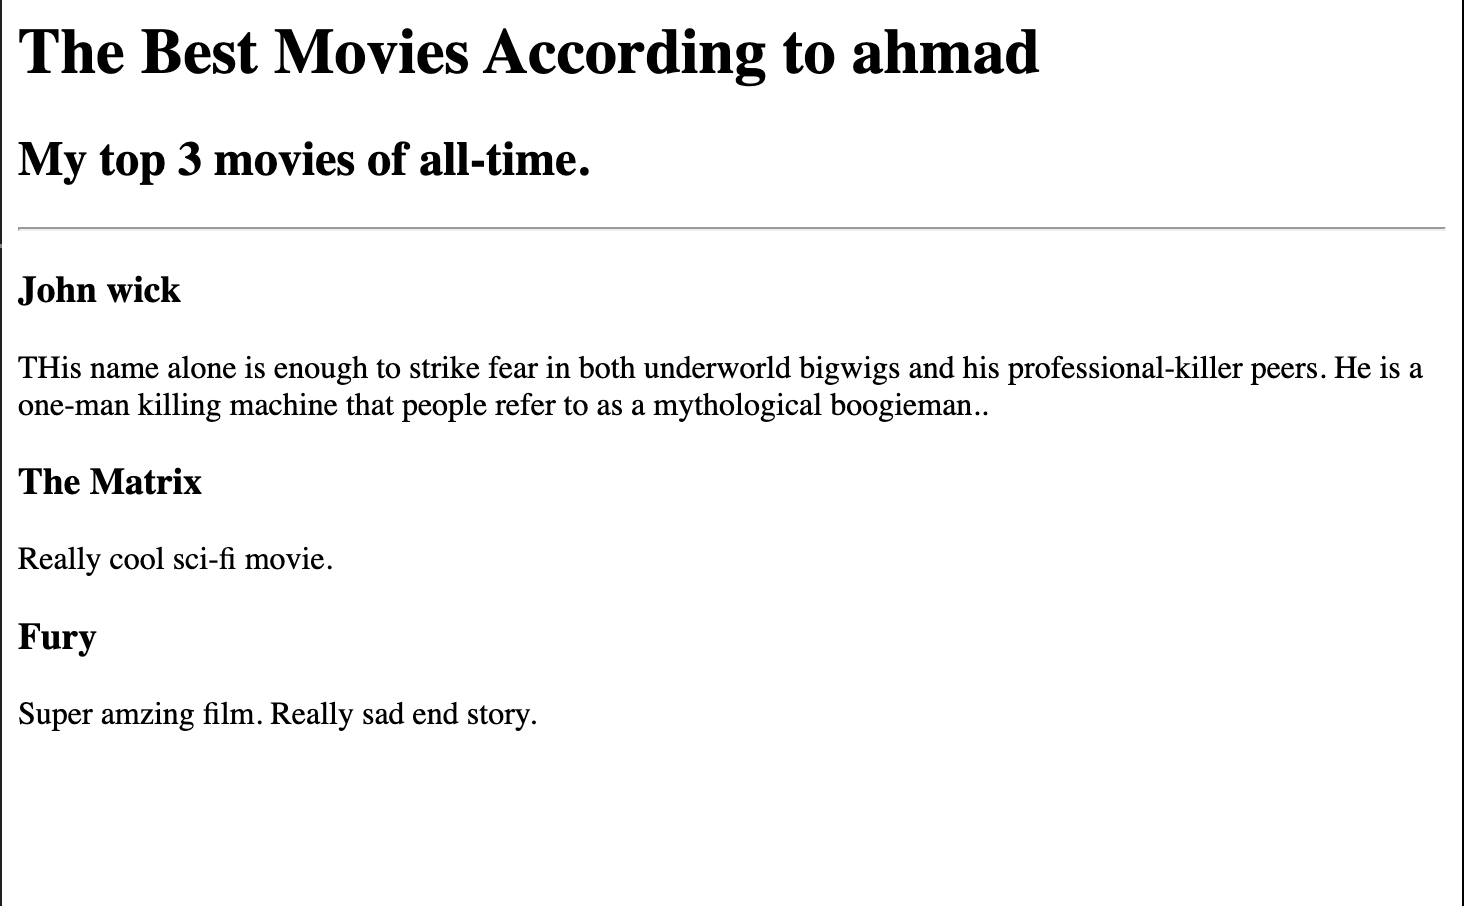 The Best Movies According to ahmad
My top 3 movies of all-time.
John wick
THis name alone is enough to strike fear in both underworld bigwigs and his professional-killer peers. He is a
one-man killing machine that people refer to as a mythological boogieman..
The Matrix
Really cool sci-fi movie.
Fury
Super amzing film. Really sad end story.